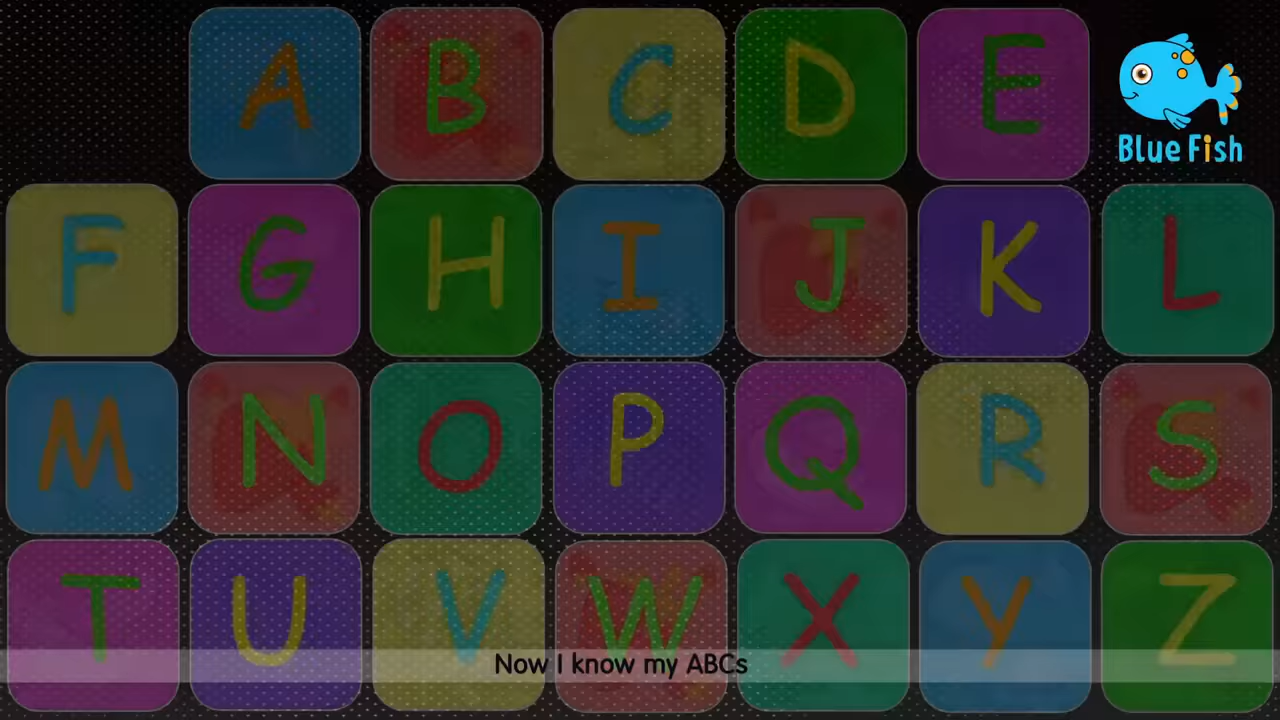 A B C D E
Blue Fish
F G H I J K L
M N O P Q R S
T U V W X Y Z
Now I know my ABCs